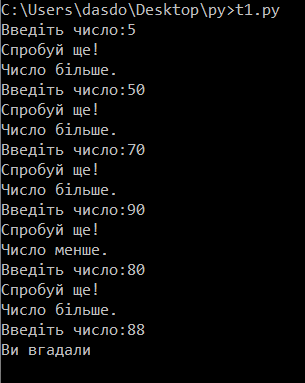 C:\Users\dasdo\Desktop\py>t1.py
Введіть число:5
Спробуй ще!
Число більше.
Введіть число:50
Спробуй ще!
Число більше.
Введіть число:70
Спробуй ще!
Число більше.
Введіть число:90
Спробуй ще!
Число менше.
Введіть число:80
Спробуй ще!
Число більше.
Введіть число:88
Ви вгадали